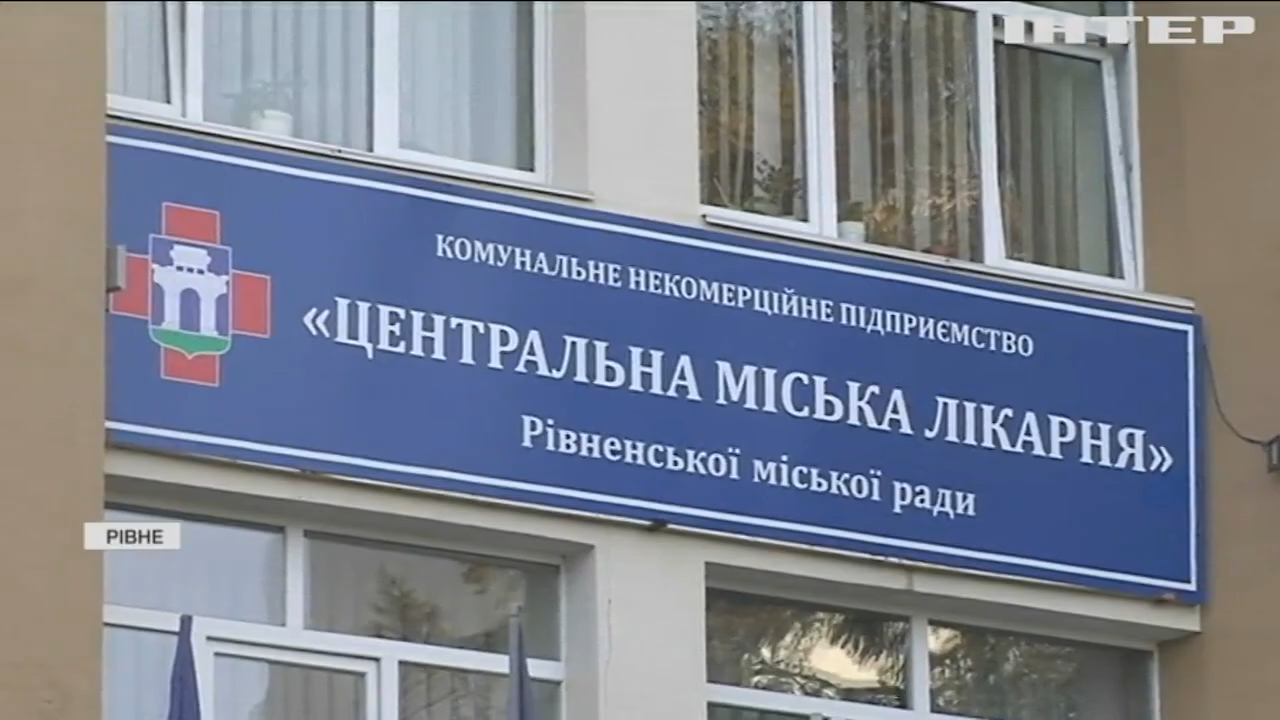 ІНТЕР
КОМУНАЛЬНЕ НЕКОМЕРЦІЙНЕ ПІДПРИЄМСТВО
«ЦЕНТРАЛЬНА МІСЬКА ЛІКАРНЯ»
Рівненської міської ради
РІВНЕ